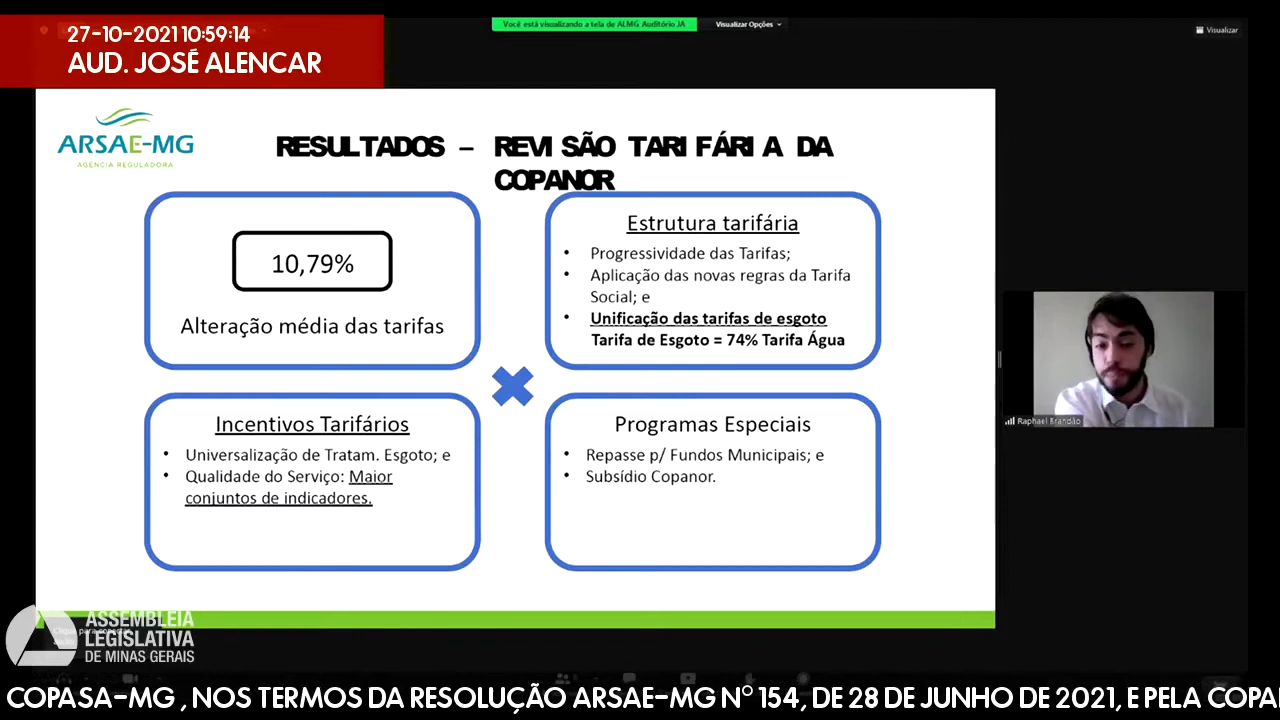 27-10-2021 10:59:14
AUD. JOSÉ ALENCAR
Você está visualizando a tela de ALMG Auditório JA
Visualizar Opções
Visualizar
ARSAE-MG
AGÊNCIA REGULADORA
RESULTADOS – REVISÃO TARIFÁRIA DA
COPANOR
10,79%
Alteração média das tarifas
Estrutura tarifária
• Progressividade das Tarifas;
• Aplicação das novas regras da Tarifa
Social; e
• Unificação das tarifas de esgoto
Tarifa de Esgoto = 74% Tarifa Água
Incentivos Tarifários
• Universalização de Tratam. Esgoto; e
• Qualidade do Serviço: Maior
conjuntos de indicadores.
Programas Especiais
• Repasse p/ Fundos Municipais; e
• Subsídio Copanor.
Raphael Brandão
ASSEMBLEIA
LEGISLATIVA
DE MINAS GERAIS
COPASA-MG , NOS TERMOS DA RESOLUÇÃO ARSAE-MG Nº 154, DE 28 DE JUNHO DE 2021, E PELA COPA